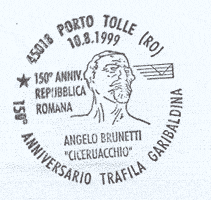 45018 PORTO TOLLE (RO)
10.8.1999
150° ANNIV.
REPUBBLICA
ROMANA
ANGELO BRUNETTI
"CICERUACCHIO"
★ 150° ANNIVERSARIO TRAFILA GARIBALDINA